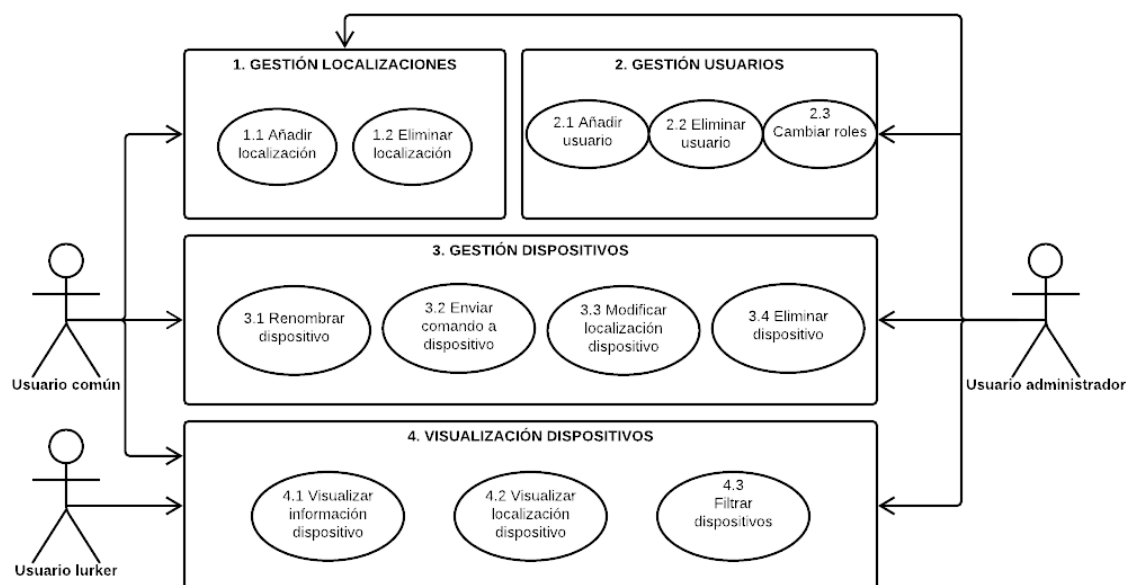 1. GESTIÓN LOCALIZACIONES
1.1 Añadir
localización
1.2 Eliminar
localización
2. GESTIÓN USUARIOS
2.1 Añadir
usuario
2.2 Eliminar
usuario
2.3
Cambiar roles
3. GESTIÓN DISPOSITIVOS
3.1 Renombrar
dispositivo
3.2 Enviar
comando a
dispositivo
3.3 Modificar
localización
dispositivo
3.4 Eliminar
dispositivo
Usuario común
Usuario administrador
4. VISUALIZACIÓN DISPOSITIVOS
4.1 Visualizar
información
dispositivo
4.2 Visualizar
localización
dispositivo
4.3
Filtrar
dispositivos
Usuario lurker